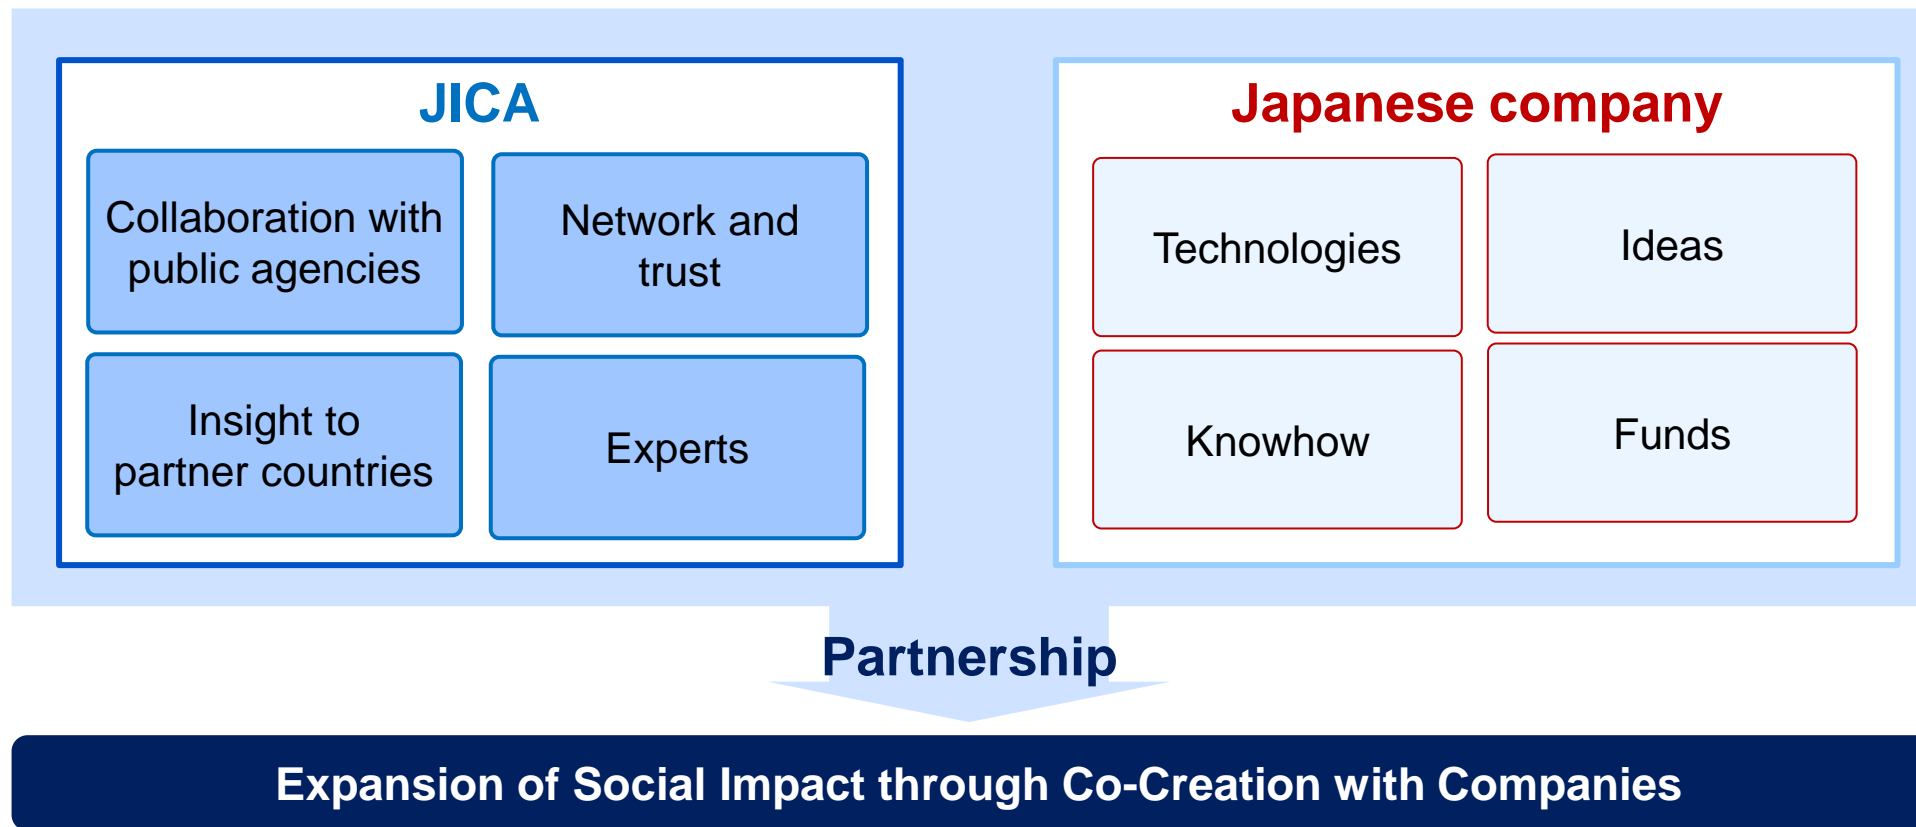 JICA
Collaboration with
public agencies
Network and
trust
Insight to
partner countries
Experts
Japanese company
Technologies
Ideas
Knowhow
Funds
Partnership
Expansion of Social Impact through Co-Creation with Companies